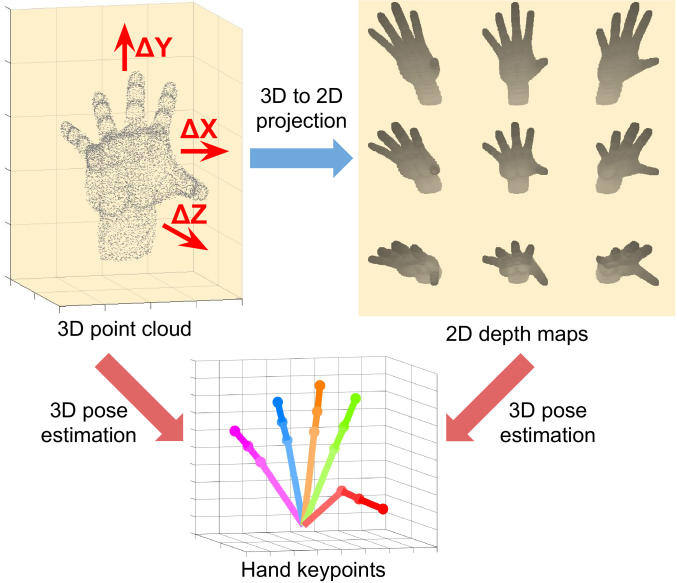 ΔY
ΔX
ΔZ
3D to 2D
projection
3D point cloud
2D depth maps
3D pose
estimation
3D pose
estimation
Hand keypoints